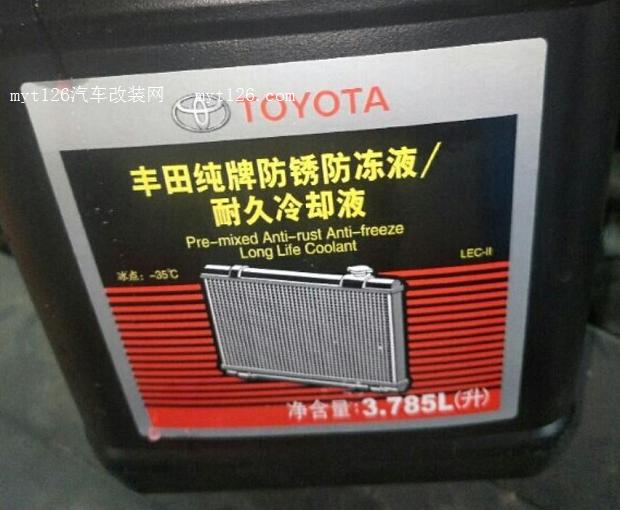 myt126汽车改装网 myt126.com
TOYOTA
丰田纯牌防锈防冻液/
耐久冷却液
Pre-mixed Anti-rust Anti-freeze
Long Life Coolant
LEC-II
冰点: -35℃
净含量: 3.785L(升)